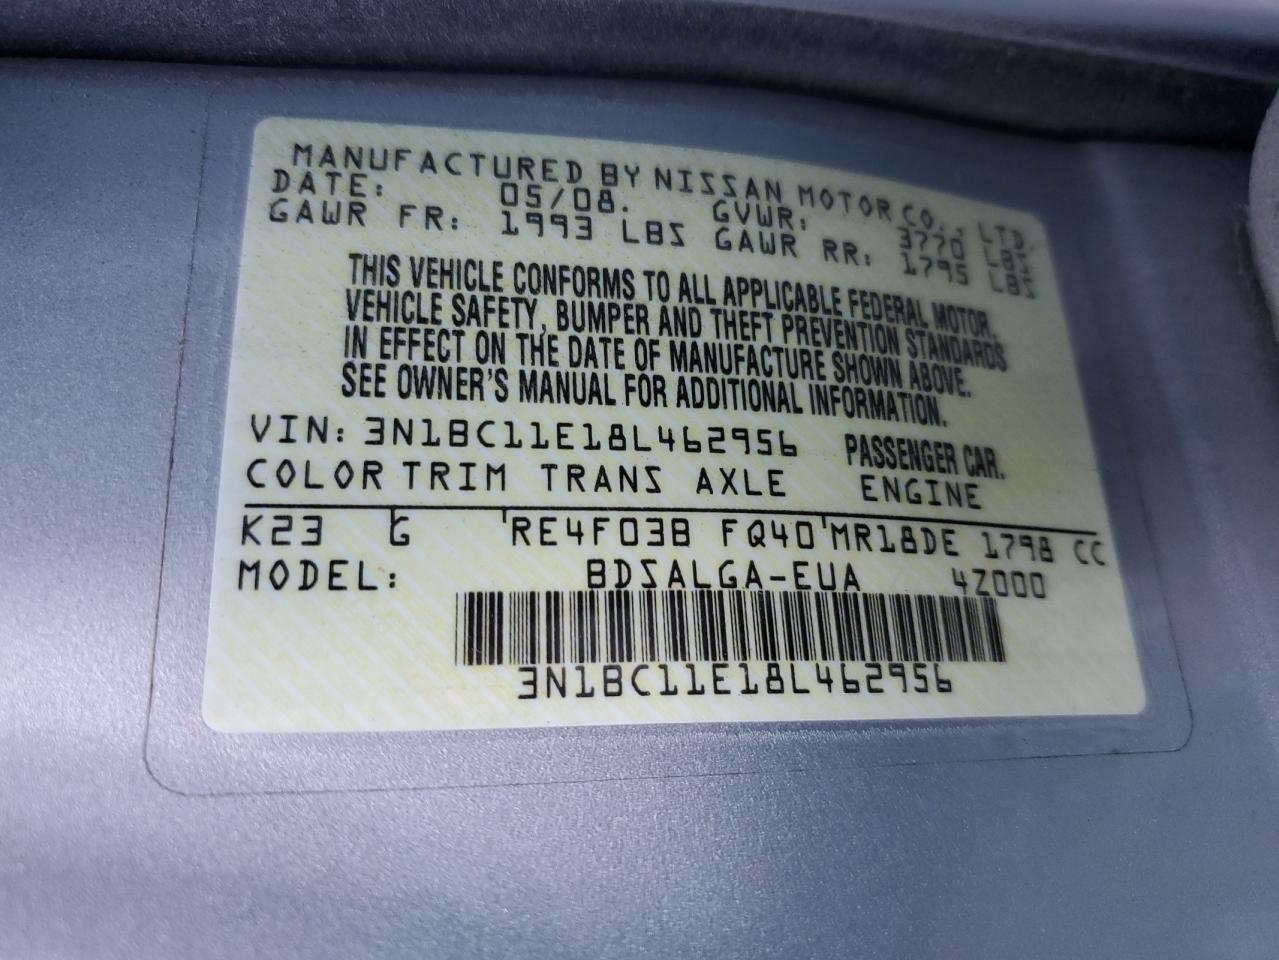 MANUFACTURED BY NISSAN MOTOR CO., LTD.
DATE: 05/08. GVWR: 3770 LBS
GAWR FR: 1993 LBS GAWR RR: 1795 LBS
THIS VEHICLE CONFORMS TO ALL APPLICABLE FEDERAL MOTOR
VEHICLE SAFETY, BUMPER AND THEFT PREVENTION STANDARDS
IN EFFECT ON THE DATE OF MANUFACTURE SHOWN ABOVE.
SEE OWNER'S MANUAL FOR ADDITIONAL INFORMATION.
VIN: 3N1BC11E18L462956 PASSENGER CAR.
COLOR TRIM TRANS AXLE ENGINE
K23 G RE4F03B FQ40 MR18DE 1798 CC
MODEL: BDSALGA-EUA 4Z000
3N1BC11E18L462956